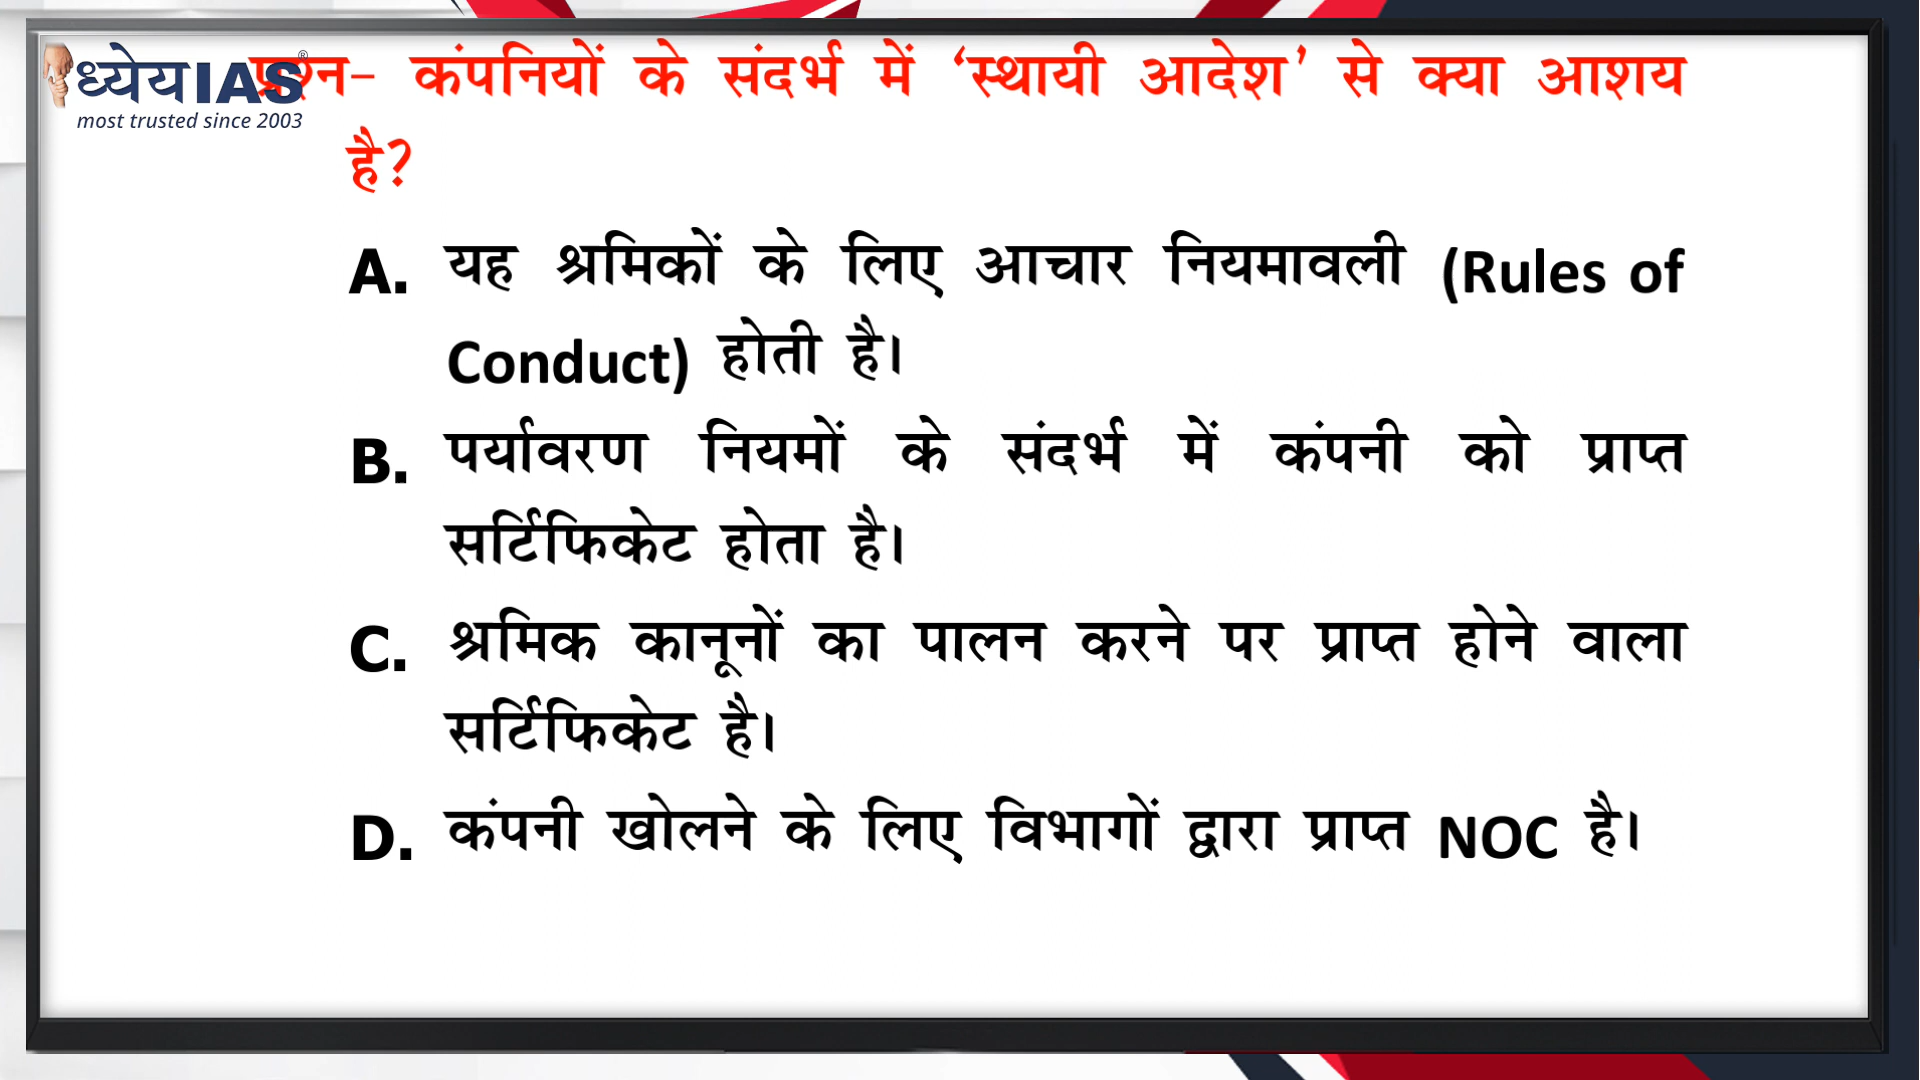 ध्येयIAS®
most trusted since 2003
प्रश्न- कंपनियों के संदर्भ में ‘स्थायी आदेश’ से क्या आशय
है?
A. यह श्रमिकों के लिए आचार नियमावली (Rules of
Conduct) होती है।
B. पर्यावरण नियमों के संदर्भ में कंपनी को प्राप्त
सर्टिफिकेट होता है।
C. श्रमिक कानूनों का पालन करने पर प्राप्त होने वाला
सर्टिफिकेट है।
D. कंपनी खोलने के लिए विभागों द्वारा प्राप्त NOC है।